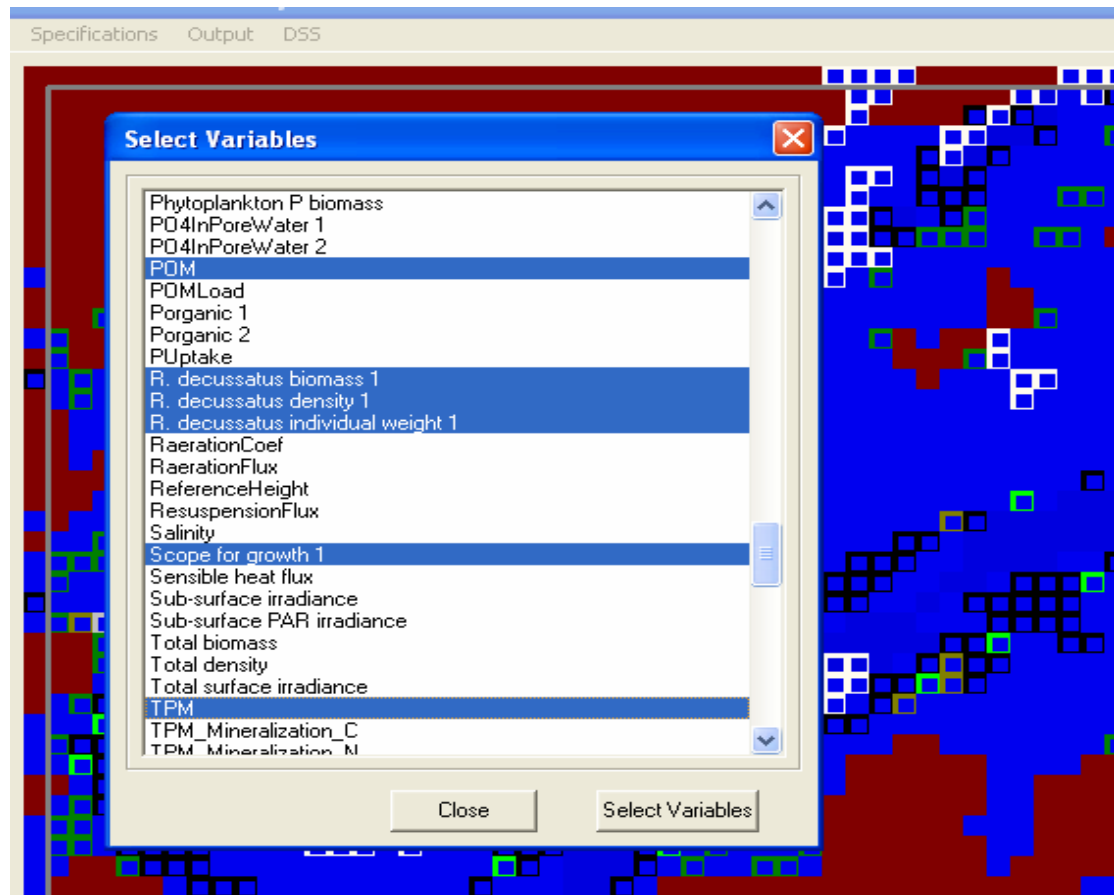 Specifications Output DSS
Select Variables
Phytoplankton P biomass
PO4InPoreWater 1
PO4InPoreWater 2
POM
POMLoad
Porganic 1
Porganic 2
PUptake
R. decussatus biomass 1
R. decussatus density 1
R. decussatus individual weight 1
RaerationCoef
RaerationFlux
ReferenceHeight
ResuspensionFlux
Salinity
Scope for growth 1
Sensible heat flux
Sub-surface irradiance
Sub-surface PAR irradiance
Total biomass
Total density
Total surface irradiance
TPM
TPM_Mineralization_C
TPM_Mineralization_N
Close Select Variables